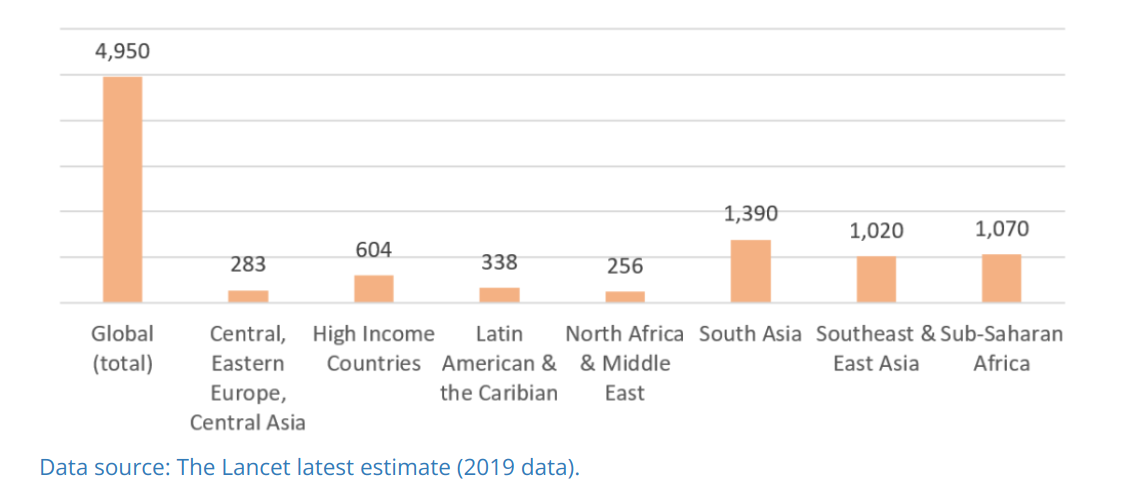 4,950
283
604
338
256
1,390
1,020
1,070
Global
(total)
Central,
Eastern
Europe,
Central Asia
High Income
Countries
Latin
American &
the Caribian
North Africa
& Middle
East
South Asia
Southeast &
East Asia
Sub-Saharan
Africa
Data source: The Lancet latest estimate (2019 data).